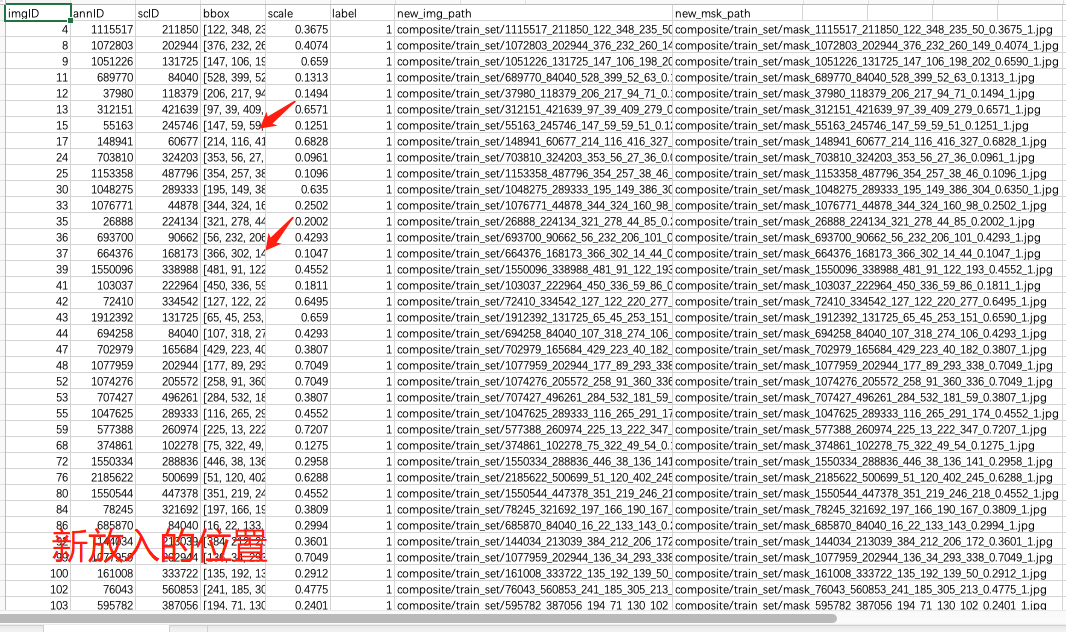 imgID annID scID bbox scale label new_img_path new_msk_path
4 1115517 211850 [122, 348, 23 0.3675 1 composite/train_set/1115517_211850_122_348_235_50 composite/train_set/mask_1115517_211850_122_348_235_50_0.3675_1.jpg
8 1072803 202944 [376, 232, 26 0.4074 1 composite/train_set/1072803_202944_376_232_260_14 composite/train_set/mask_1072803_202944_376_232_260_149_0.4074_1.jpg
9 1051226 131725 [147, 106, 19 0.659 1 composite/train_set/1051226_131725_147_106_198_20 composite/train_set/mask_1051226_131725_147_106_198_202_0.6590_1.jpg
11 689770 84040 [528, 399, 52 0.1313 1 composite/train_set/689770_84040_528_399_52_63_0.1 composite/train_set/mask_689770_84040_528_399_52_63_0.1313_1.jpg
12 37980 118379 [206, 217, 94 0.1494 1 composite/train_set/37980_118379_206_217_94_71_0.1 composite/train_set/mask_37980_118379_206_217_94_71_0.1494_1.jpg
13 312151 421639 [97, 39, 409, 0.6571 1 composite/train_set/312151_421639_97_39_409_279_0 composite/train_set/mask_312151_421639_97_39_409_279_0.6571_1.jpg
15 55163 245746 [147, 59, 59, 0.1251 1 composite/train_set/55163_245746_147_59_59_51_0.12 composite/train_set/mask_55163_245746_147_59_59_51_0.1251_1.jpg
17 148941 60677 [214, 116, 41 0.6828 1 composite/train_set/148941_60677_214_116_416_327_ composite/train_set/mask_148941_60677_214_116_416_327_0.6828_1.jpg
24 703810 324203 [353, 56, 27, 0.0961 1 composite/train_set/703810_324203_353_56_27_36_0.0 composite/train_set/mask_703810_324203_353_56_27_36_0.0961_1.jpg
25 1153358 487796 [354, 257, 38 0.1096 1 composite/train_set/1153358_487796_354_257_38_46_ composite/train_set/mask_1153358_487796_354_257_38_46_0.1096_1.jpg
30 1048275 289333 [195, 149, 38 0.635 1 composite/train_set/1048275_289333_195_149_386_30 composite/train_set/mask_1048275_289333_195_149_386_304_0.6350_1.jpg
33 1076771 44878 [344, 324, 16 0.2502 1 composite/train_set/1076771_44878_344_324_160_98_ composite/train_set/mask_1076771_44878_344_324_160_98_0.2502_1.jpg
35 26888 224134 [321, 278, 44 0.2002 1 composite/train_set/26888_224134_321_278_44_85_0.2 composite/train_set/mask_26888_224134_321_278_44_85_0.2002_1.jpg
36 693700 90662 [56, 232, 206 0.4293 1 composite/train_set/693700_90662_56_232_206_101_0 composite/train_set/mask_693700_90662_56_232_206_101_0.4293_1.jpg
37 664376 168173 [366, 302, 14 0.1047 1 composite/train_set/664376_168173_366_302_14_44_0 composite/train_set/mask_664376_168173_366_302_14_44_0.1047_1.jpg
39 1550096 338988 [481, 91, 122 0.4552 1 composite/train_set/1550096_338988_481_91_122_193 composite/train_set/mask_1550096_338988_481_91_122_193_0.4552_1.jpg
41 103037 222964 [450, 336, 59 0.1811 1 composite/train_set/103037_222964_450_336_59_86_0 composite/train_set/mask_103037_222964_450_336_59_86_0.1811_1.jpg
42 72410 334542 [127, 122, 22 0.6495 1 composite/train_set/72410_334542_127_122_220_277_ composite/train_set/mask_72410_334542_127_122_220_277_0.6495_1.jpg
43 1912392 131725 [65, 45, 253, 0.659 1 composite/train_set/1912392_131725_65_45_253_151_ composite/train_set/mask_1912392_131725_65_45_253_151_0.6590_1.jpg
44 694258 84040 [107, 318, 27 0.4293 1 composite/train_set/694258_84040_107_318_274_106_ composite/train_set/mask_694258_84040_107_318_274_106_0.4293_1.jpg
47 702979 165684 [429, 223, 40 0.3807 1 composite/train_set/702979_165684_429_223_40_182_ composite/train_set/mask_702979_165684_429_223_40_182_0.3807_1.jpg
48 1077959 202944 [177, 89, 293 0.7049 1 composite/train_set/1077959_202944_177_89_293_338 composite/train_set/mask_1077959_202944_177_89_293_338_0.7049_1.jpg
52 1074276 205572 [258, 91, 360 0.7049 1 composite/train_set/1074276_205572_258_91_360_336 composite/train_set/mask_1074276_205572_258_91_360_336_0.7049_1.jpg
53 707427 496261 [284, 532, 18 0.3807 1 composite/train_set/707427_496261_284_532_181_59_ composite/train_set/mask_707427_496261_284_532_181_59_0.3807_1.jpg
55 1047625 289333 [116, 265, 29 0.4552 1 composite/train_set/1047625_289333_116_265_291_17 composite/train_set/mask_1047625_289333_116_265_291_174_0.4552_1.jpg
59 577388 260974 [225, 13, 222 0.7207 1 composite/train_set/577388_260974_225_13_222_347_ composite/train_set/mask_577388_260974_225_13_222_347_0.7207_1.jpg
68 374861 102278 [75, 322, 49, 0.1275 1 composite/train_set/374861_102278_75_322_49_54_0. composite/train_set/mask_374861_102278_75_322_49_54_0.1275_1.jpg
72 1550334 288836 [446, 38, 136 0.2958 1 composite/train_set/1550334_288836_446_38_136_141 composite/train_set/mask_1550334_288836_446_38_136_141_0.2958_1.jpg
76 2185622 500699 [51, 120, 402 0.6288 1 composite/train_set/2185622_500699_51_120_402_245 composite/train_set/mask_2185622_500699_51_120_402_245_0.6288_1.jpg
80 1550544 447378 [351, 219, 24 0.4552 1 composite/train_set/1550544_447378_351_219_246_21 composite/train_set/mask_1550544_447378_351_219_246_218_0.4552_1.jpg
84 78245 321692 [197, 166, 19 0.3809 1 composite/train_set/78245_321692_197_166_190_167_ composite/train_set/mask_78245_321692_197_166_190_167_0.3809_1.jpg
86 685870 84040 [16, 22, 133, 0.2994 1 composite/train_set/685870_84040_16_22_133_143_0.2 composite/train_set/mask_685870_84040_16_22_133_143_0.2994_1.jpg
新放入的位置
144034 213039 [384, 0.3601 1 composite/train_set/144034_213039_384_212_206_172 composite/train_set/mask_144034_213039_384_212_206_172_0.3601_1.jpg
0.7049 1 composite/train_set/1077959_202944_136_34_293_338 composite/train_set/mask_1077959_202944_136_34_293_338_0.7049_1.jpg
100 161008 333722 [135, 192, 13 0.2912 1 composite/train_set/161008_333722_135_192_139_50_ composite/train_set/mask_161008_333722_135_192_139_50_0.2912_1.jpg
102 76043 560853 [241, 185, 30 0.4775 1 composite/train_set/76043_560853_241_185_305_213_ composite/train_set/mask_76043_560853_241_185_305_213_0.4775_1.jpg
103 595782 387056 [194, 71, 130 0.2401 1 composite/train_set/595782_387056_194_71_130_102_ composite/train_set/mask_595782_387056_194_71_130_102_0.2401_1.jpg